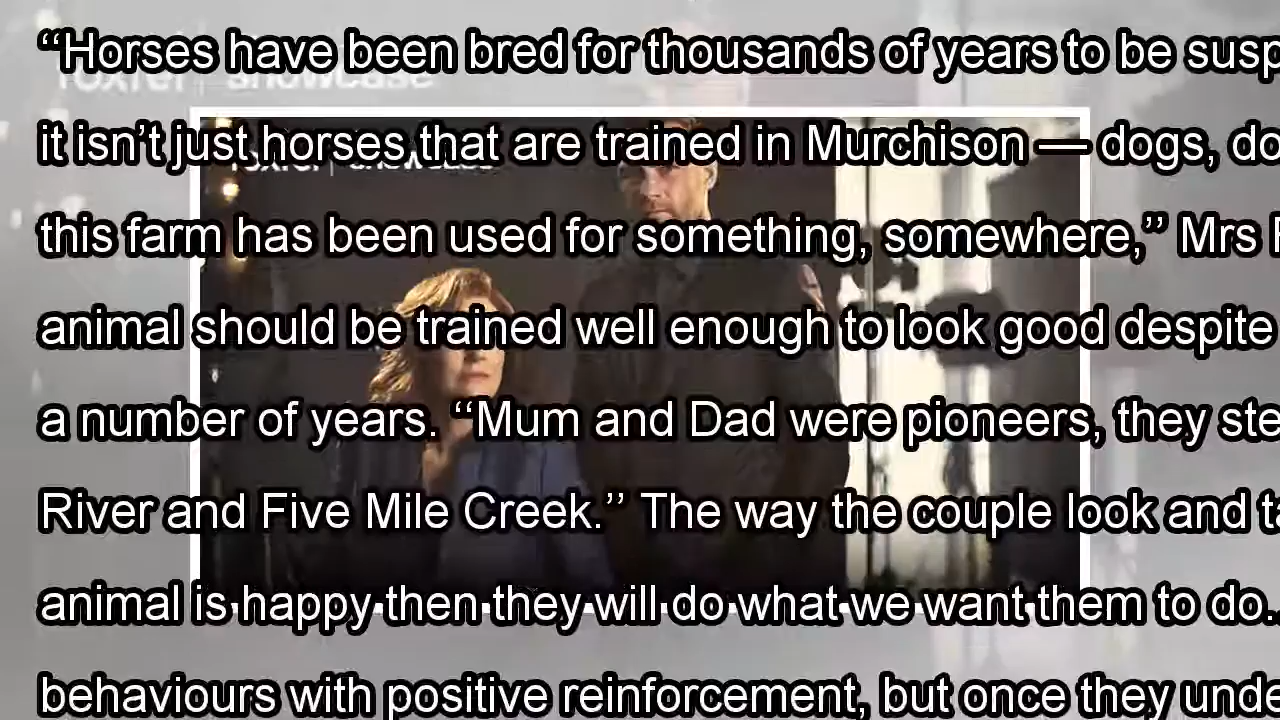 “Horses have been bred for thousands of years to be
it isn’t just horses that are trained in Murchison — dogs,
this farm has been used for something, somewhere,’’ Mrs
animal should be trained well enough to look good despite
a number of years. “Mum and Dad were pioneers, they
River and Five Mile Creek.’’ The way the couple look and
animal is happy then they will do what we want them to do.
behaviours with positive reinforcement, but once they
foxtel | showcase
foxtel | showcase